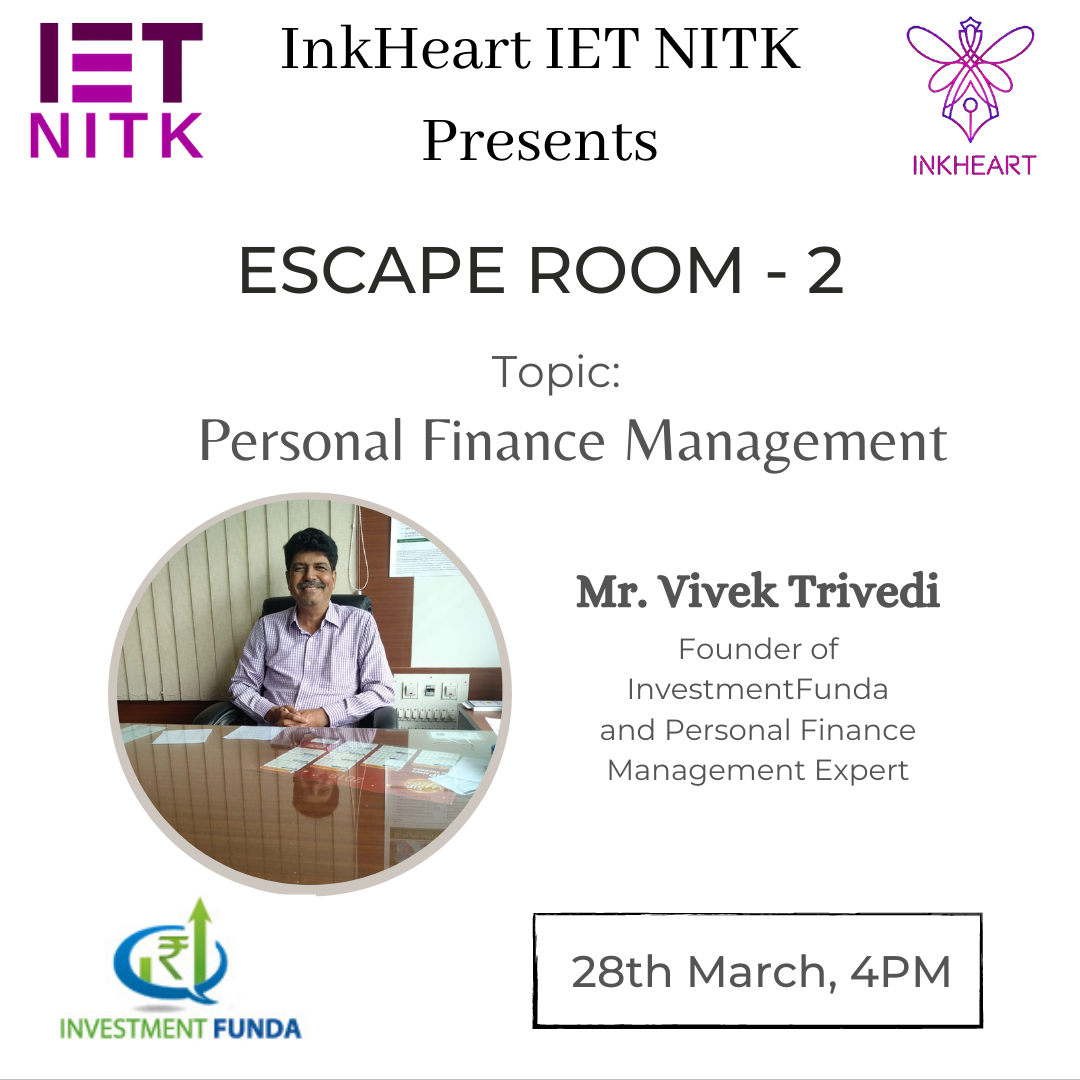 IET
NITK
InkHeart IET NITK
Presents
INKHEART
ESCAPE ROOM - 2
Topic:
Personal Finance Management
Mr. Vivek Trivedi
Founder of
InvestmentFunda
and Personal Finance
Management Expert
INVESTMENT FUNDA
28th March, 4PM